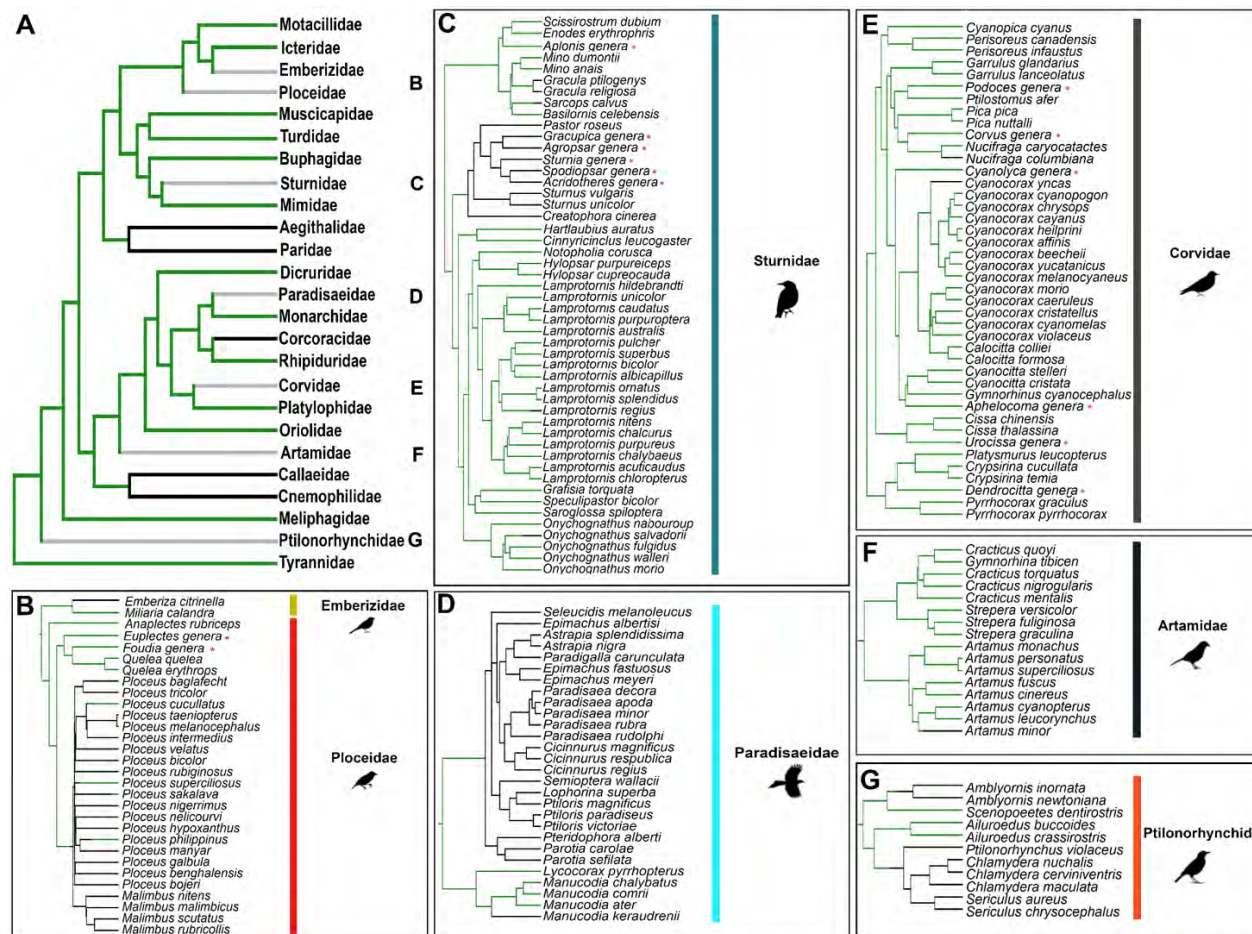 A
Motacillidae
Icteridae
Emberizidae
Ploceidae
B
Muscicapidae
Turdidae
Buphagidae
Sturnidae
C
Mimidae
Aegithalidae
Paridae
Dicruridae
Paradisaeidae
D
Monarchidae
Corcoracidae
Rhipiduridae
Corvidae
E
Platylophidae
Oriolidae
Artamidae
F
Callaeidae
Cnemophilidae
Meliphagidae
Ptilonorhynchidae
G
Tyrannidae
B
Emberiza citrinella
Miliaria calandra
Anaplectes rubriceps
Euplectes genera *
Foudia genera *
Quelea quelea
Quelea erythrops
Ploceus baglafecht
Ploceus tricolor
Ploceus cucullatus
Ploceus taeniopterus
Ploceus melanocephalus
Ploceus intermedius
Ploceus velatus
Ploceus bicolor
Ploceus rubiginosus
Ploceus superciliosus
Ploceus sakalava
Ploceus nigerrimus
Ploceus nelicourvi
Ploceus hypoxanthus
Ploceus philippinus
Ploceus manyar
Ploceus galbula
Ploceus benghalensis
Ploceus bojeri
Malimbus nitens
Malimbus malimbicus
Malimbus scutatus
Malimbus rubricollis
Emberizidae
Ploceidae
C
Scissirostrum dubium
Enodes erythrophris
Aplonis genera *
Mino dumontii
Mino anais
Gracula ptilogenys
Gracula religiosa
Sarcops calvus
Basilornis celebensis
Pastor roseus
Gracupica genera *
Agropsar genera *
Sturnia genera *
Spodiopsar genera *
Acridotheres genera *
Sturnus vulgaris
Sturnus unicolor
Creatophora cinerea
Hartlaubius auratus
Cinnyricinclus leucogaster
Notopholia corusca
Hylopsar purpureiceps
Hylopsar cupreocauda
Lamprotornis hildebrandti
Lamprotornis unicolor
Lamprotornis caudatus
Lamprotornis purpuroptera
Lamprotornis australis
Lamprotornis pulcher
Lamprotornis superbus
Lamprotornis bicolor
Lamprotornis albicapillus
Lamprotornis ornatus
Lamprotornis splendidus
Lamprotornis regius
Lamprotornis nitens
Lamprotornis chalcurus
Lamprotornis purpureus
Lamprotornis chalybaeus
Lamprotornis acuticaudus
Lamprotornis chloropterus
Grafisia torquata
Speculipastor bicolor
Saroglossa spiloptera
Onychognathus nabouroup
Onychognathus salvadorii
Onychognathus fulgidus
Onychognathus walleri
Onychognathus morio
Sturnidae
D
Seleucidis melanoleucus
Epimachus albertisi
Astrapia splendidissima
Astrapia nigra
Paradigalla carunculata
Epimachus fastuosus
Epimachus meyeri
Paradisaea decora
Paradisaea apoda
Paradisaea minor
Paradisaea rubra
Paradisaea rudolphi
Cicinnurus magnificus
Cicinnurus respublica
Cicinnurus regius
Semioptera wallacii
Lophorina superba
Ptiloris magnificus
Ptiloris paradiseus
Ptiloris victoriae
Pteridophora alberti
Parotia carolae
Parotia sefilata
Lycocorax pyrrhopterus
Manucodia chalybatus
Manucodia comrii
Manucodia ater
Manucodia keraudrenii
Paradisaeidae
E
Cyanopica cyanus
Perisoreus canadensis
Perisoreus infaustus
Garrulus glandarius
Garrulus lanceolatus
Podoces genera *
Ptilostomus afer
Pica pica
Pica nuttalli
Corvus genera *
Nucifraga caryocatactes
Nucifraga columbiana
Cyanolyca genera *
Cyanocorax yncas
Cyanocorax cyanopogon
Cyanocorax chrysops
Cyanocorax cayanus
Cyanocorax heilprini
Cyanocorax affinis
Cyanocorax beecheii
Cyanocorax yucatanicus
Cyanocorax melanocyaneus
Cyanocorax morio
Cyanocorax caeruleus
Cyanocorax cristatellus
Cyanocorax cyanomelas
Cyanocorax violaceus
Calocitta colliei
Calocitta formosa
Cyanocitta stelleri
Cyanocitta cristata
Gymnorhinus cyanocephalus
Aphelocoma genera *
Cissa chinensis
Cissa thalassina
Urocissa genera *
Platysmurus leucopterus
Crypsirina cucullata
Crypsirina temia
Dendrocitta genera *
Pyrrhocorax graculus
Pyrrhocorax pyrrhocorax
Corvidae
F
Cracticus quoyi
Gymnorhina tibicen
Cracticus torquatus
Cracticus nigrogularis
Cracticus mentalis
Strepera versicolor
Strepera fuliginosa
Strepera graculina
Artamus monachus
Artamus personatus
Artamus superciliosus
Artamus fuscus
Artamus cinereus
Artamus cyanopterus
Artamus leucorynchus
Artamus minor
Artamidae
G
Amblyornis inornata
Amblyornis newtoniana
Scenopoeetes dentirostris
Ailuroedus buccoides
Ailuroedus crassirostris
Ptilonorhynchus violaceus
Chlamydera nuchalis
Chlamydera cerviniventris
Chlamydera maculata
Sericulus aureus
Sericulus chrysocephalus
Ptilonorhynchid